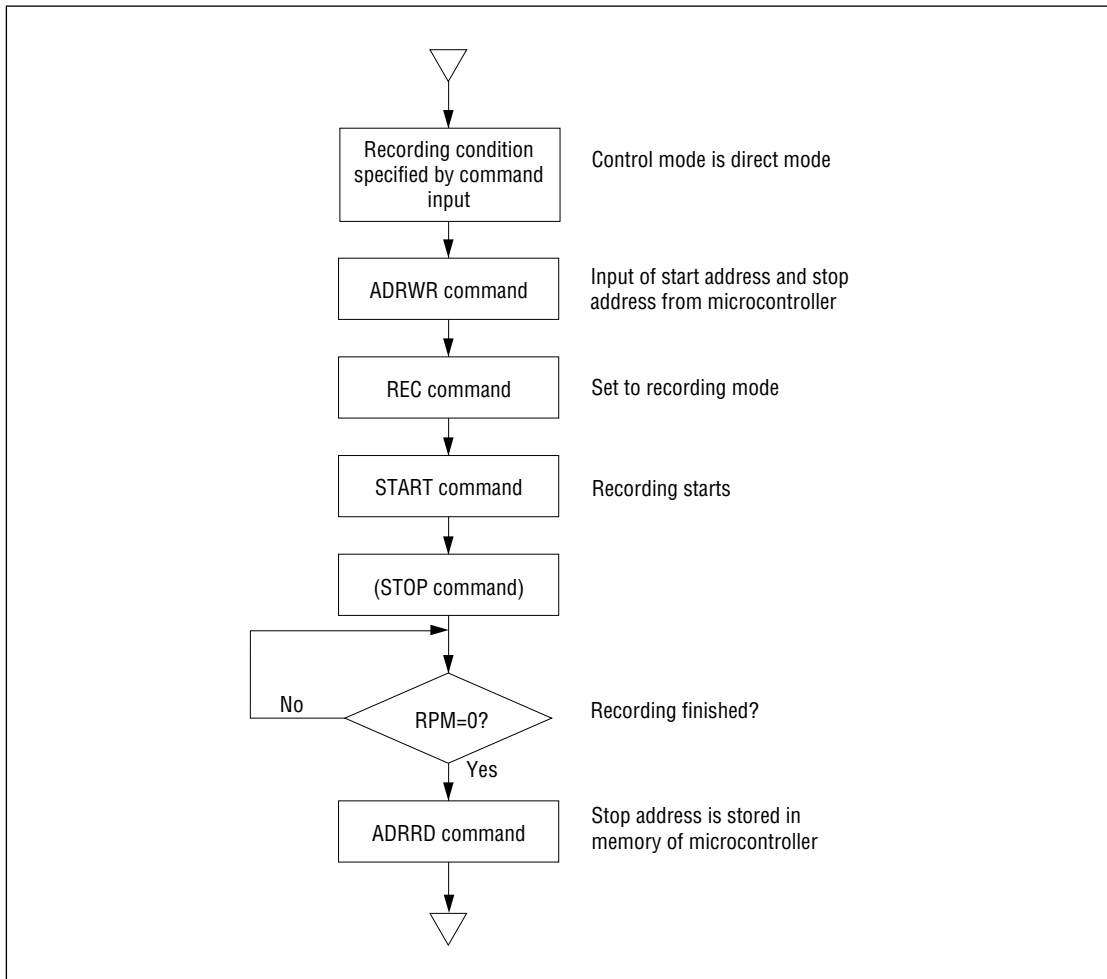 Recording condition
specified by command
input
Control mode is direct mode
ADRWR command
Input of start address and stop
address from microcontroller
REC command
Set to recording mode
START command
Recording starts
(STOP command)
No
RPM=0?
Recording finished?
Yes
ADRRD command
Stop address is stored in
memory of microcontroller